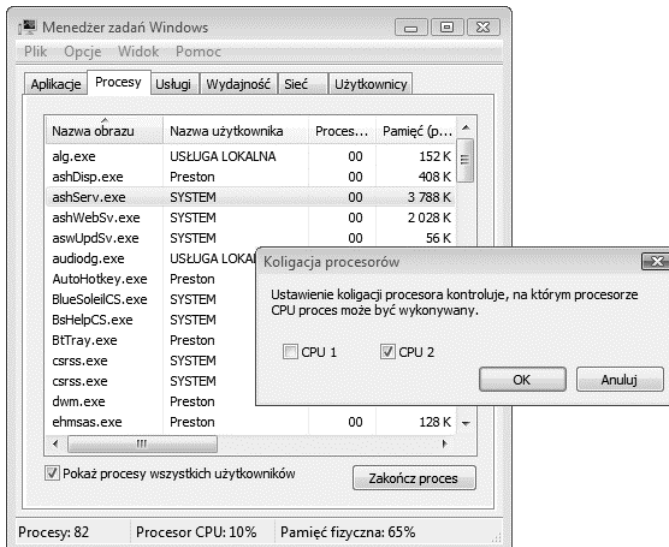 Menedżer zadań Windows
Plik Opcje Widok Pomoc
Aplikacje Procesy Usługi Wydajność Sieć Użytkownicy
Nazwa obrazu Nazwa użytkownika Proces... Pamięć (p...
alg.exe USŁUGA LOKALNA 00 152 K
ashDisp.exe Preston 00 408 K
ashServ.exe SYSTEM 00 3 788 K
ashWebSv.exe SYSTEM 00 2 028 K
aswUpdSv.exe SYSTEM 00 56 K
audiodg.exe USŁUGA LOKAL
AutoHotkey.exe Preston
BlueSoleilCS.exe SYSTEM
BsHelpCS.exe SYSTEM
BtTray.exe Preston
csrss.exe SYSTEM
csrss.exe SYSTEM
dwm.exe Preston
ehmsas.exe Preston 00 128 K
Koligacja procesorów
Ustawienie koligacji procesora kontroluje, na którym procesorze
CPU proces może być wykonywany.
CPU 1 CPU 2
OK Anuluj
Pokaż procesy wszystkich użytkowników Zakończ proces
Procesy: 82 Procesor CPU: 10% Pamięć fizyczna: 65%